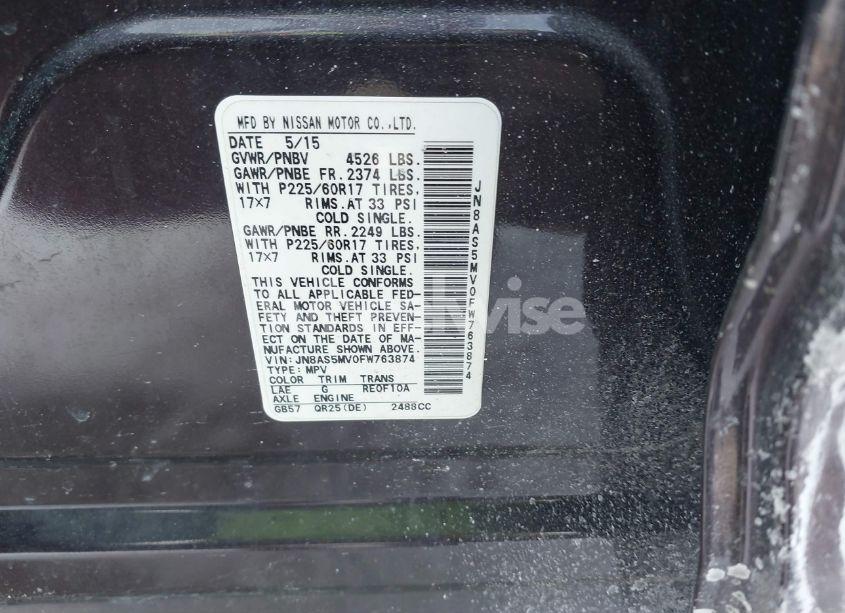 MFD BY NISSAN MOTOR CO.,LTD.
DATE 5/15
GVWR/PNBV 4526 LBS.
GAWR/PNBE FR. 2374 LBS.
WITH P225/60R17 TIRES,
17×7 RIMS.AT 33 PSI
COLD SINGLE.
GAWR/PNBE RR. 2249 LBS.
WITH P225/60R17 TIRES,
17×7 RIMS.AT 33 PSI
COLD SINGLE.
THIS VEHICLE CONFORMS
TO ALL APPLICABLE FED-
ERAL MOTOR VEHICLE SA-
FETY AND THEFT PREVEN-
TION STANDARDS IN EFF-
ECT ON THE DATE OF MA-
NUFACTURE SHOWN ABOVE.
VIN: JN8AS5MV0FW763874
TYPE: MPV
COLOR TRIM TRANS
LAE G RE0F10A
AXLE ENGINE
GB57 QR25(DE) 2488CC
JN8AS5MV0FW763874